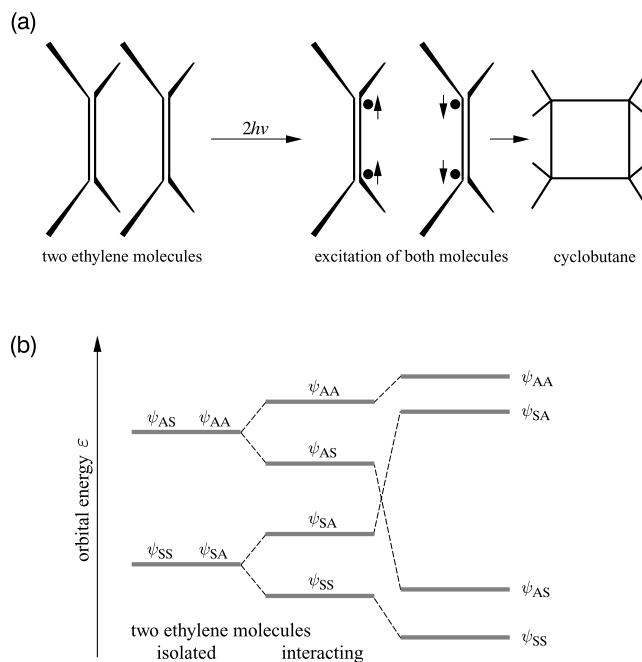 (a)
2hν
two ethylene molecules
excitation of both molecules
cyclobutane
(b)
orbital energy ε
ψAS ψAA
ψSS ψSA
ψAA
ψAS
ψSA
ψSS
ψAA
ψSA
ψAS
ψSS
two ethylene molecules
isolated interacting